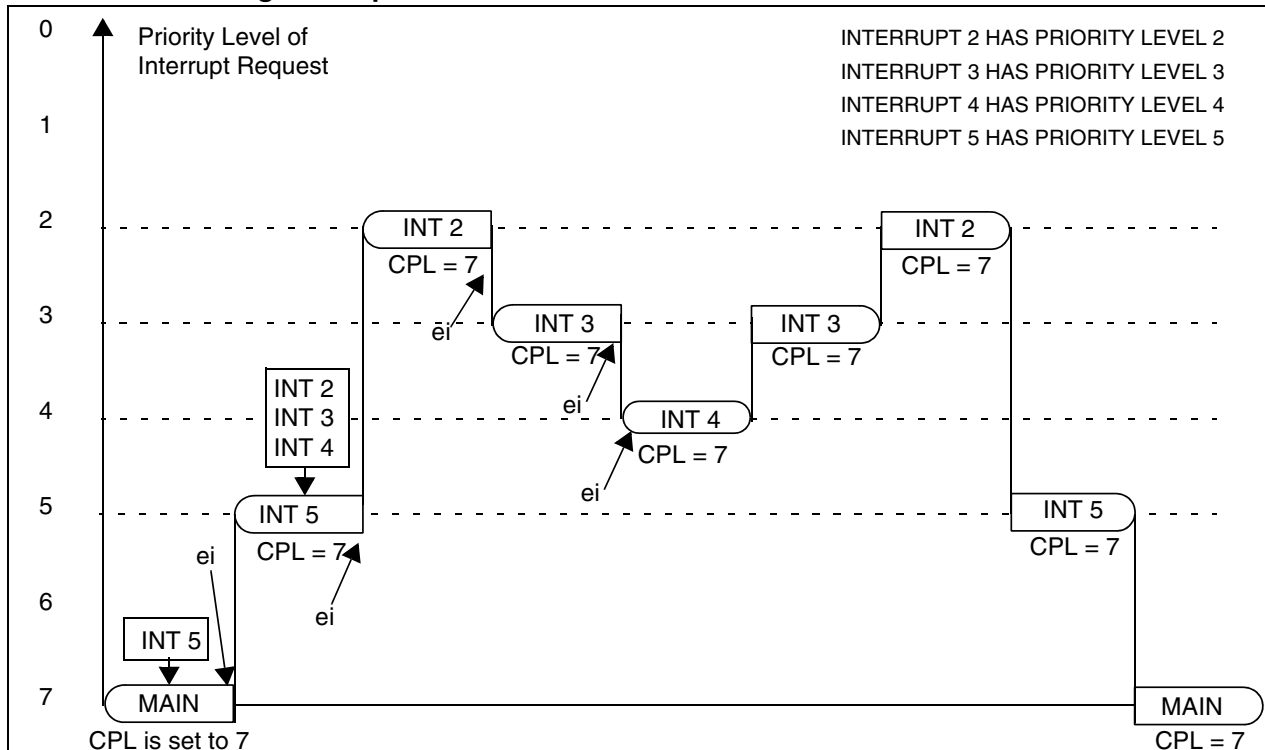 0
Priority Level of
Interrupt Request
INTERRUPT 2 HAS PRIORITY LEVEL 2
INTERRUPT 3 HAS PRIORITY LEVEL 3
INTERRUPT 4 HAS PRIORITY LEVEL 4
INTERRUPT 5 HAS PRIORITY LEVEL 5
1
2
INT 2
CPL = 7
INT 2
CPL = 7
ei
3
INT 3
CPL = 7
INT 3
CPL = 7
ei
INT 2
INT 3
INT 4
4
INT 4
CPL = 7
ei
5
INT 5
CPL = 7
INT 5
CPL = 7
ei
ei
6
INT 5
7
MAIN
CPL is set to 7
MAIN
CPL = 7